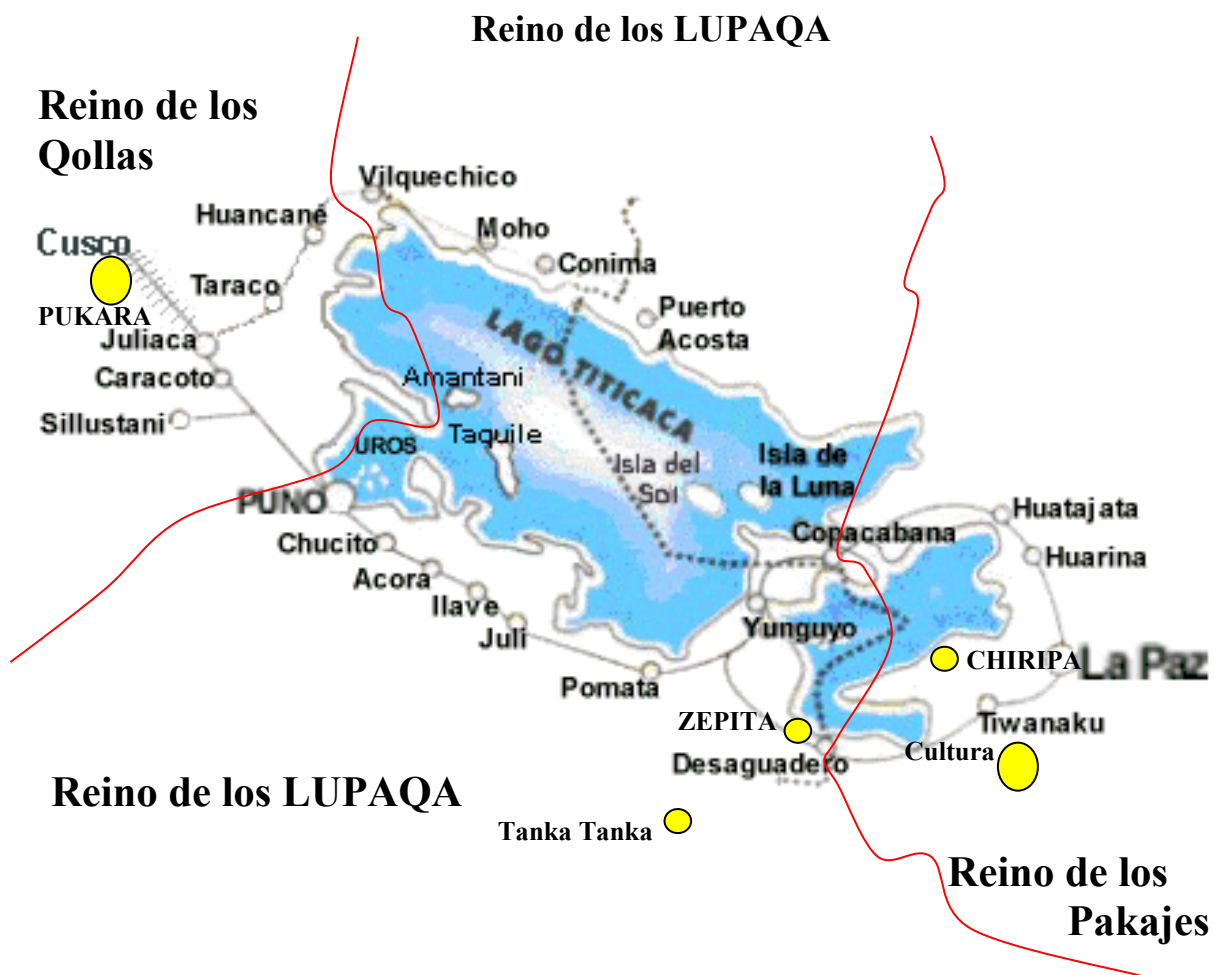 Reino de los LUPAQA
Reino de los
Qollas
Vilquechico
Huancané
Moho
Cusco
Conima
Taraco
PUKARA
Puerto
Acosta
Juliaca
LAGO TITICACA
Caracoto
Amantani
Sillustani
Taquile
UROS
Isla del
Sol
Isla de
la Luna
PUNO
Huatajata
Copacabana
Chucito
Huarina
Acora
Ilave
Juli
Yunguyo
CHIRIPA
La Paz
Pomata
ZEPITA
Tiwanaku
Cultura
Desaguadero
Reino de los LUPAQA
Tanka Tanka
Reino de los
Pakajes